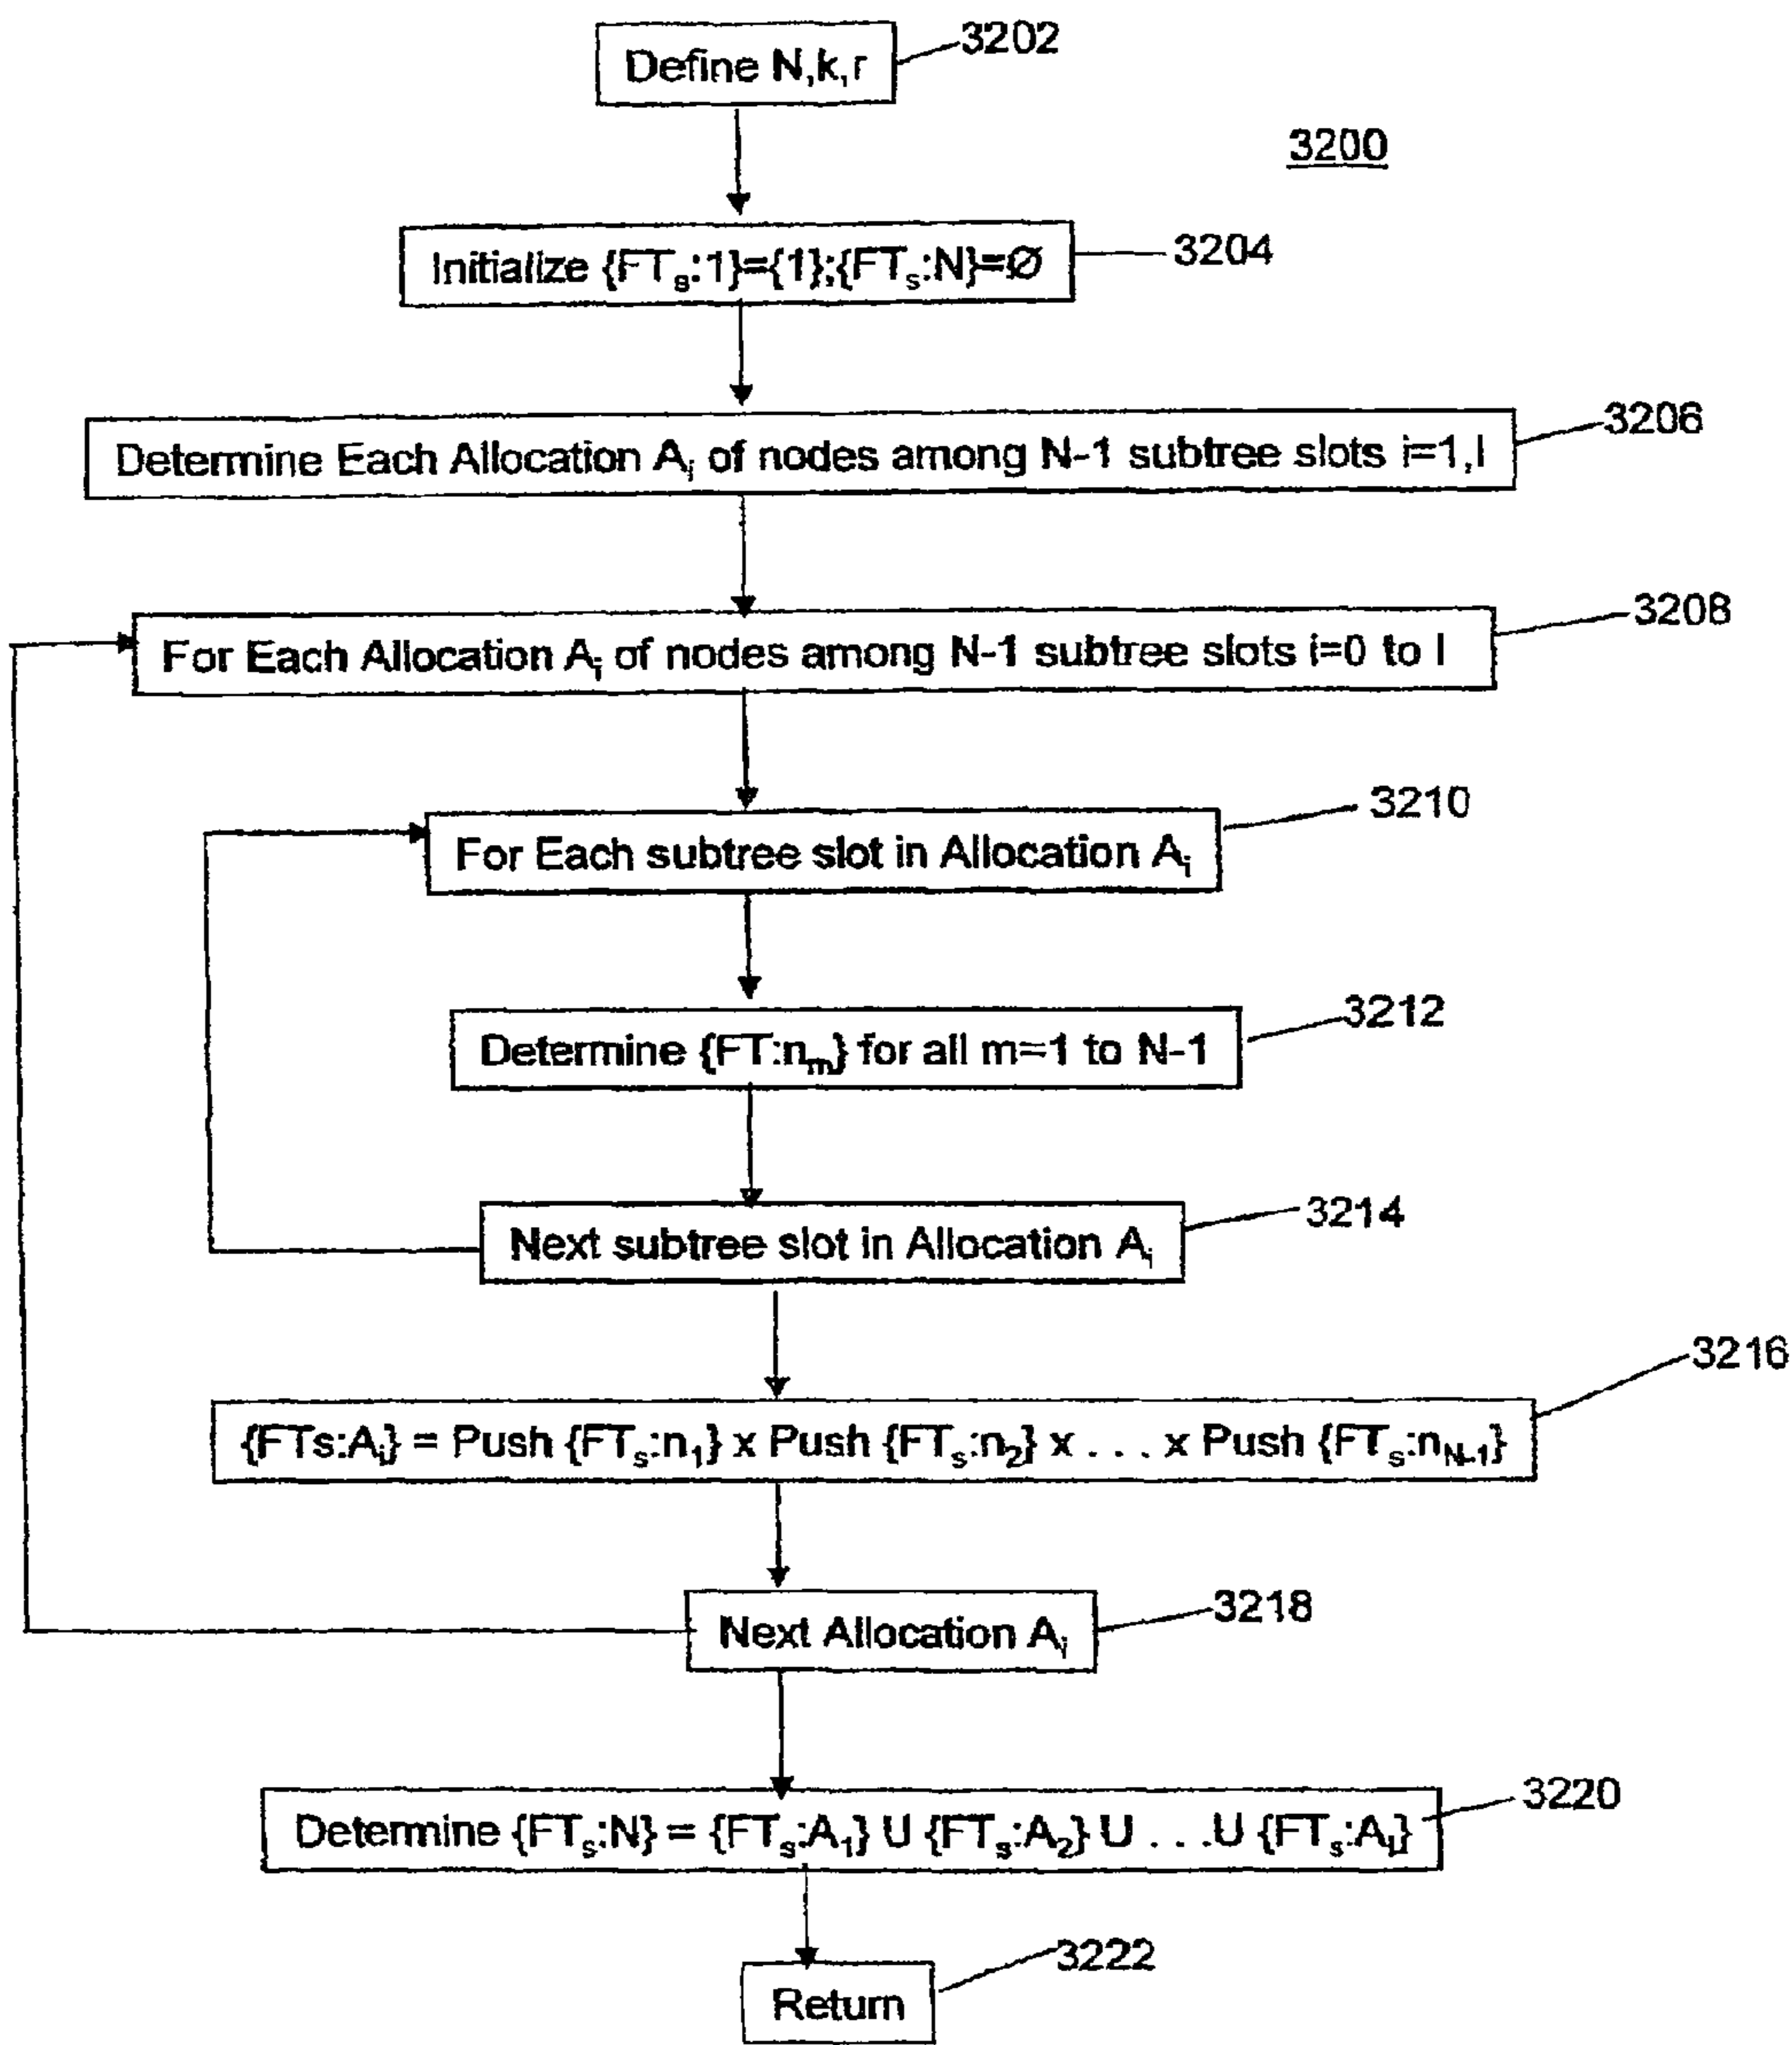 3202
Define N,k,r
3200
3204
Initialize {FTₛ:1}={1};{FTₛ:N}=Ø
3206
Determine Each Allocation Aᵢ of nodes among N-1 subtree slots i=1,I
3208
For Each Allocation Aᵢ of nodes among N-1 subtree slots i=0 to I
3210
For Each subtree slot in Allocation Aᵢ
3212
Determine {FT:nₘ} for all m=1 to N-1
3214
Next subtree slot in Allocation Aᵢ
3216
{FTs:Aᵢ} = Push {FTₛ:n₁} x Push {FTₛ:n₂} x . . . x Push {FTₛ:n_N-1}
3218
Next Allocation Aᵢ
3220
Determine {FTₛ:N} = {FTₛ:A₁} U {FTₛ:A₂} U . . .U {FTₛ:A_I}
3222
Return